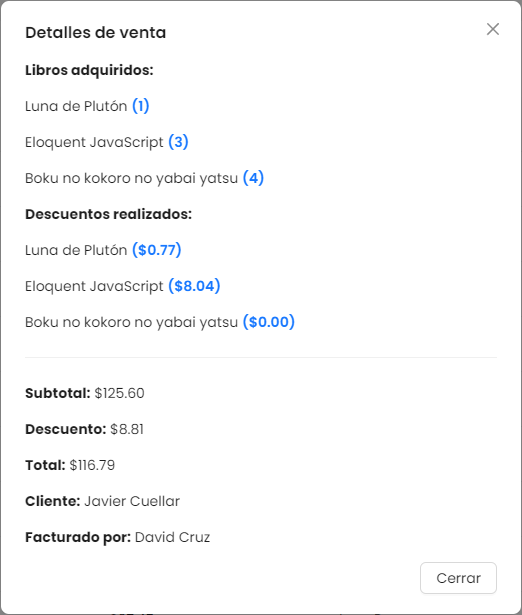 Detalles de venta
Libros adquiridos:
Luna de Plutón (1)
Eloquent JavaScript (3)
Boku no kokoro no yabai yatsu (4)
Descuentos realizados:
Luna de Plutón ($0.77)
Eloquent JavaScript ($8.04)
Boku no kokoro no yabai yatsu ($0.00)
Subtotal: $125.60
Descuento: $8.81
Total: $116.79
Cliente: Javier Cuellar
Facturado por: David Cruz
Cerrar